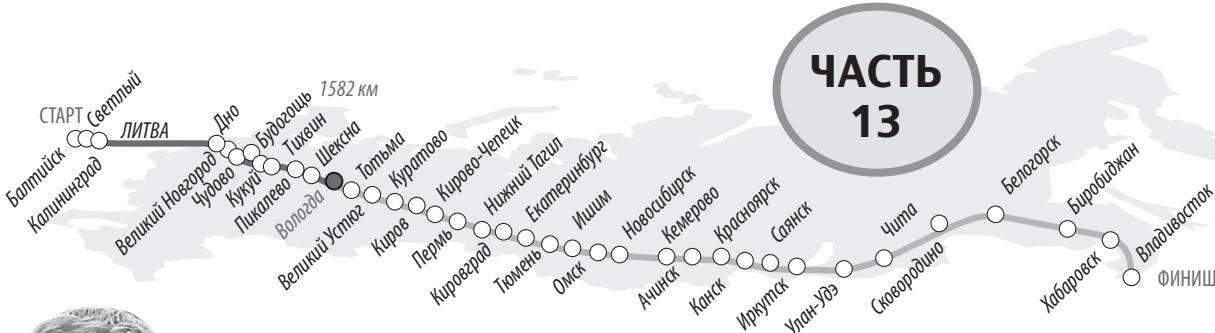 ЧАСТЬ
13
1582 км
СТАРТ
Балтийск
Светлый
Калининград
ЛИТВА
Дно
Великий Новгород
Чудово
Будогощь
Кукуй
Тихвин
Пикалево
Шексна
Вологда
Тотьма
Великий Устюг
Куратово
Киров
Кирово-Чепецк
Пермь
Нижний Тагил
Кировград
Екатеринбург
Тюмень
Ишим
Омск
Новосибирск
Кемерово
Ачинск
Красноярск
Канск
Саянск
Иркутск
Улан-Удэ
Чита
Сковородино
Белогорск
Биробиджан
Хабаровск
Владивосток
ФИНИШ